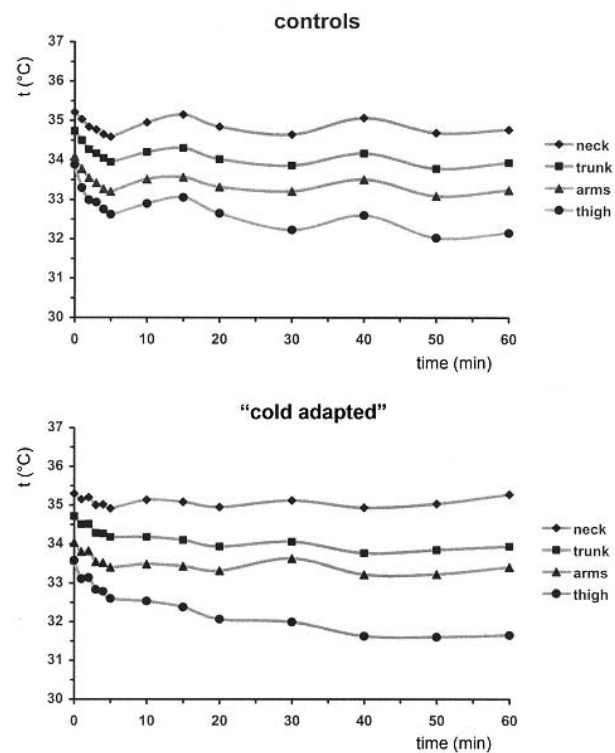 controls
t (°C)
37
36
35
34
33
32
31
30
0
10
20
30
40
50
60
time (min)
neck
trunk
arms
thigh
“cold adapted”
t (°C)
37
36
35
34
33
32
31
30
0
10
20
30
40
50
60
time (min)
neck
trunk
arms
thigh